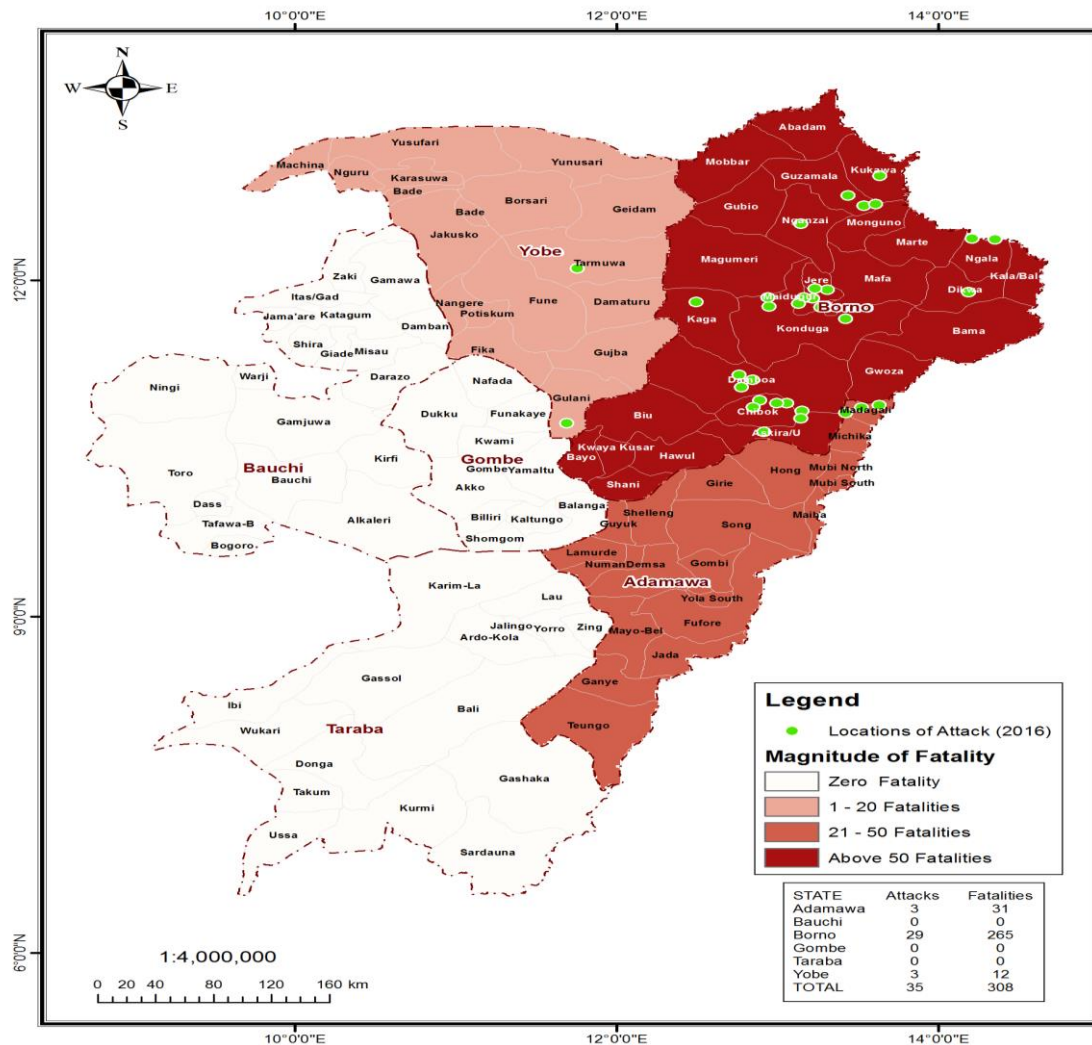 10°0'0"E 12°0'0"E 14°0'0"E
N
W E
S
Abadam
Yusufari
Mobbar
Yunusari
Machina
Kukawa
Nguru
Guzamala
Karasuwa
Bade
Borsari
Gubio
Geidam
Bade
Nganzai
Monguno
Jakusko
Marte
Yobe
Ngala
Tarmuwa
Magumeri
12°0'0"N
Zaki
Gamawa
Jere
Mafa
Kala/Bal
Itas/Gad
Nangere
Fune
Damaturu
Dikwa
Jama'are
Katagum
Potiskum
Kaga
Borno
Damban
Konduga
Bama
Shira
Giade
Misau
Fika
Gujba
Gwoza
Ningi
Warji
Darazo
Nafada
Gulani
Dukku
Funakaye
Biu
Chibok
Madagali
Gamjuwa
Askira/U
Michika
Kwami
Kwaya Kusar
Bauchi
Kirfi
Gombe
Bayo
Hawul
Toro
Gombe
Yamaltu
Hong
Mubi North
Bauchi
Akko
Shani
Girie
Mubi South
Dass
Balanga
Shelleng
Maiba
Tafawa-B
Alkaleri
Billiri
Kaltungo
Guyuk
Song
Bogoro
Shomgom
Lamurde
Numan
Demsa
Gombi
Karim-La
Adamawa
Lau
Yola South
9°0'0"N
Jalingo
Yorro
Zing
Mayo-Bel
Fufore
Ardo-Kola
Jada
Gassol
Ganye
Ibi
Bali
Wukari
Taraba
Teungo
Donga
Gashaka
Takum
Kurmi
Ussa
Sardauna
Legend
Locations of Attack (2016)
Magnitude of Fatality
Zero Fatality
1 - 20 Fatalities
21 - 50 Fatalities
Above 50 Fatalities
STATE Attacks Fatalities
Adamawa 3 31
Bauchi 0 0
Borno 29 265
Gombe 0 0
Taraba 0 0
Yobe 3 12
TOTAL 35 308
6°0'0"N
1:4,000,000
0 20 40 80 120 160 km
10°0'0"E 12°0'0"E 14°0'0"E